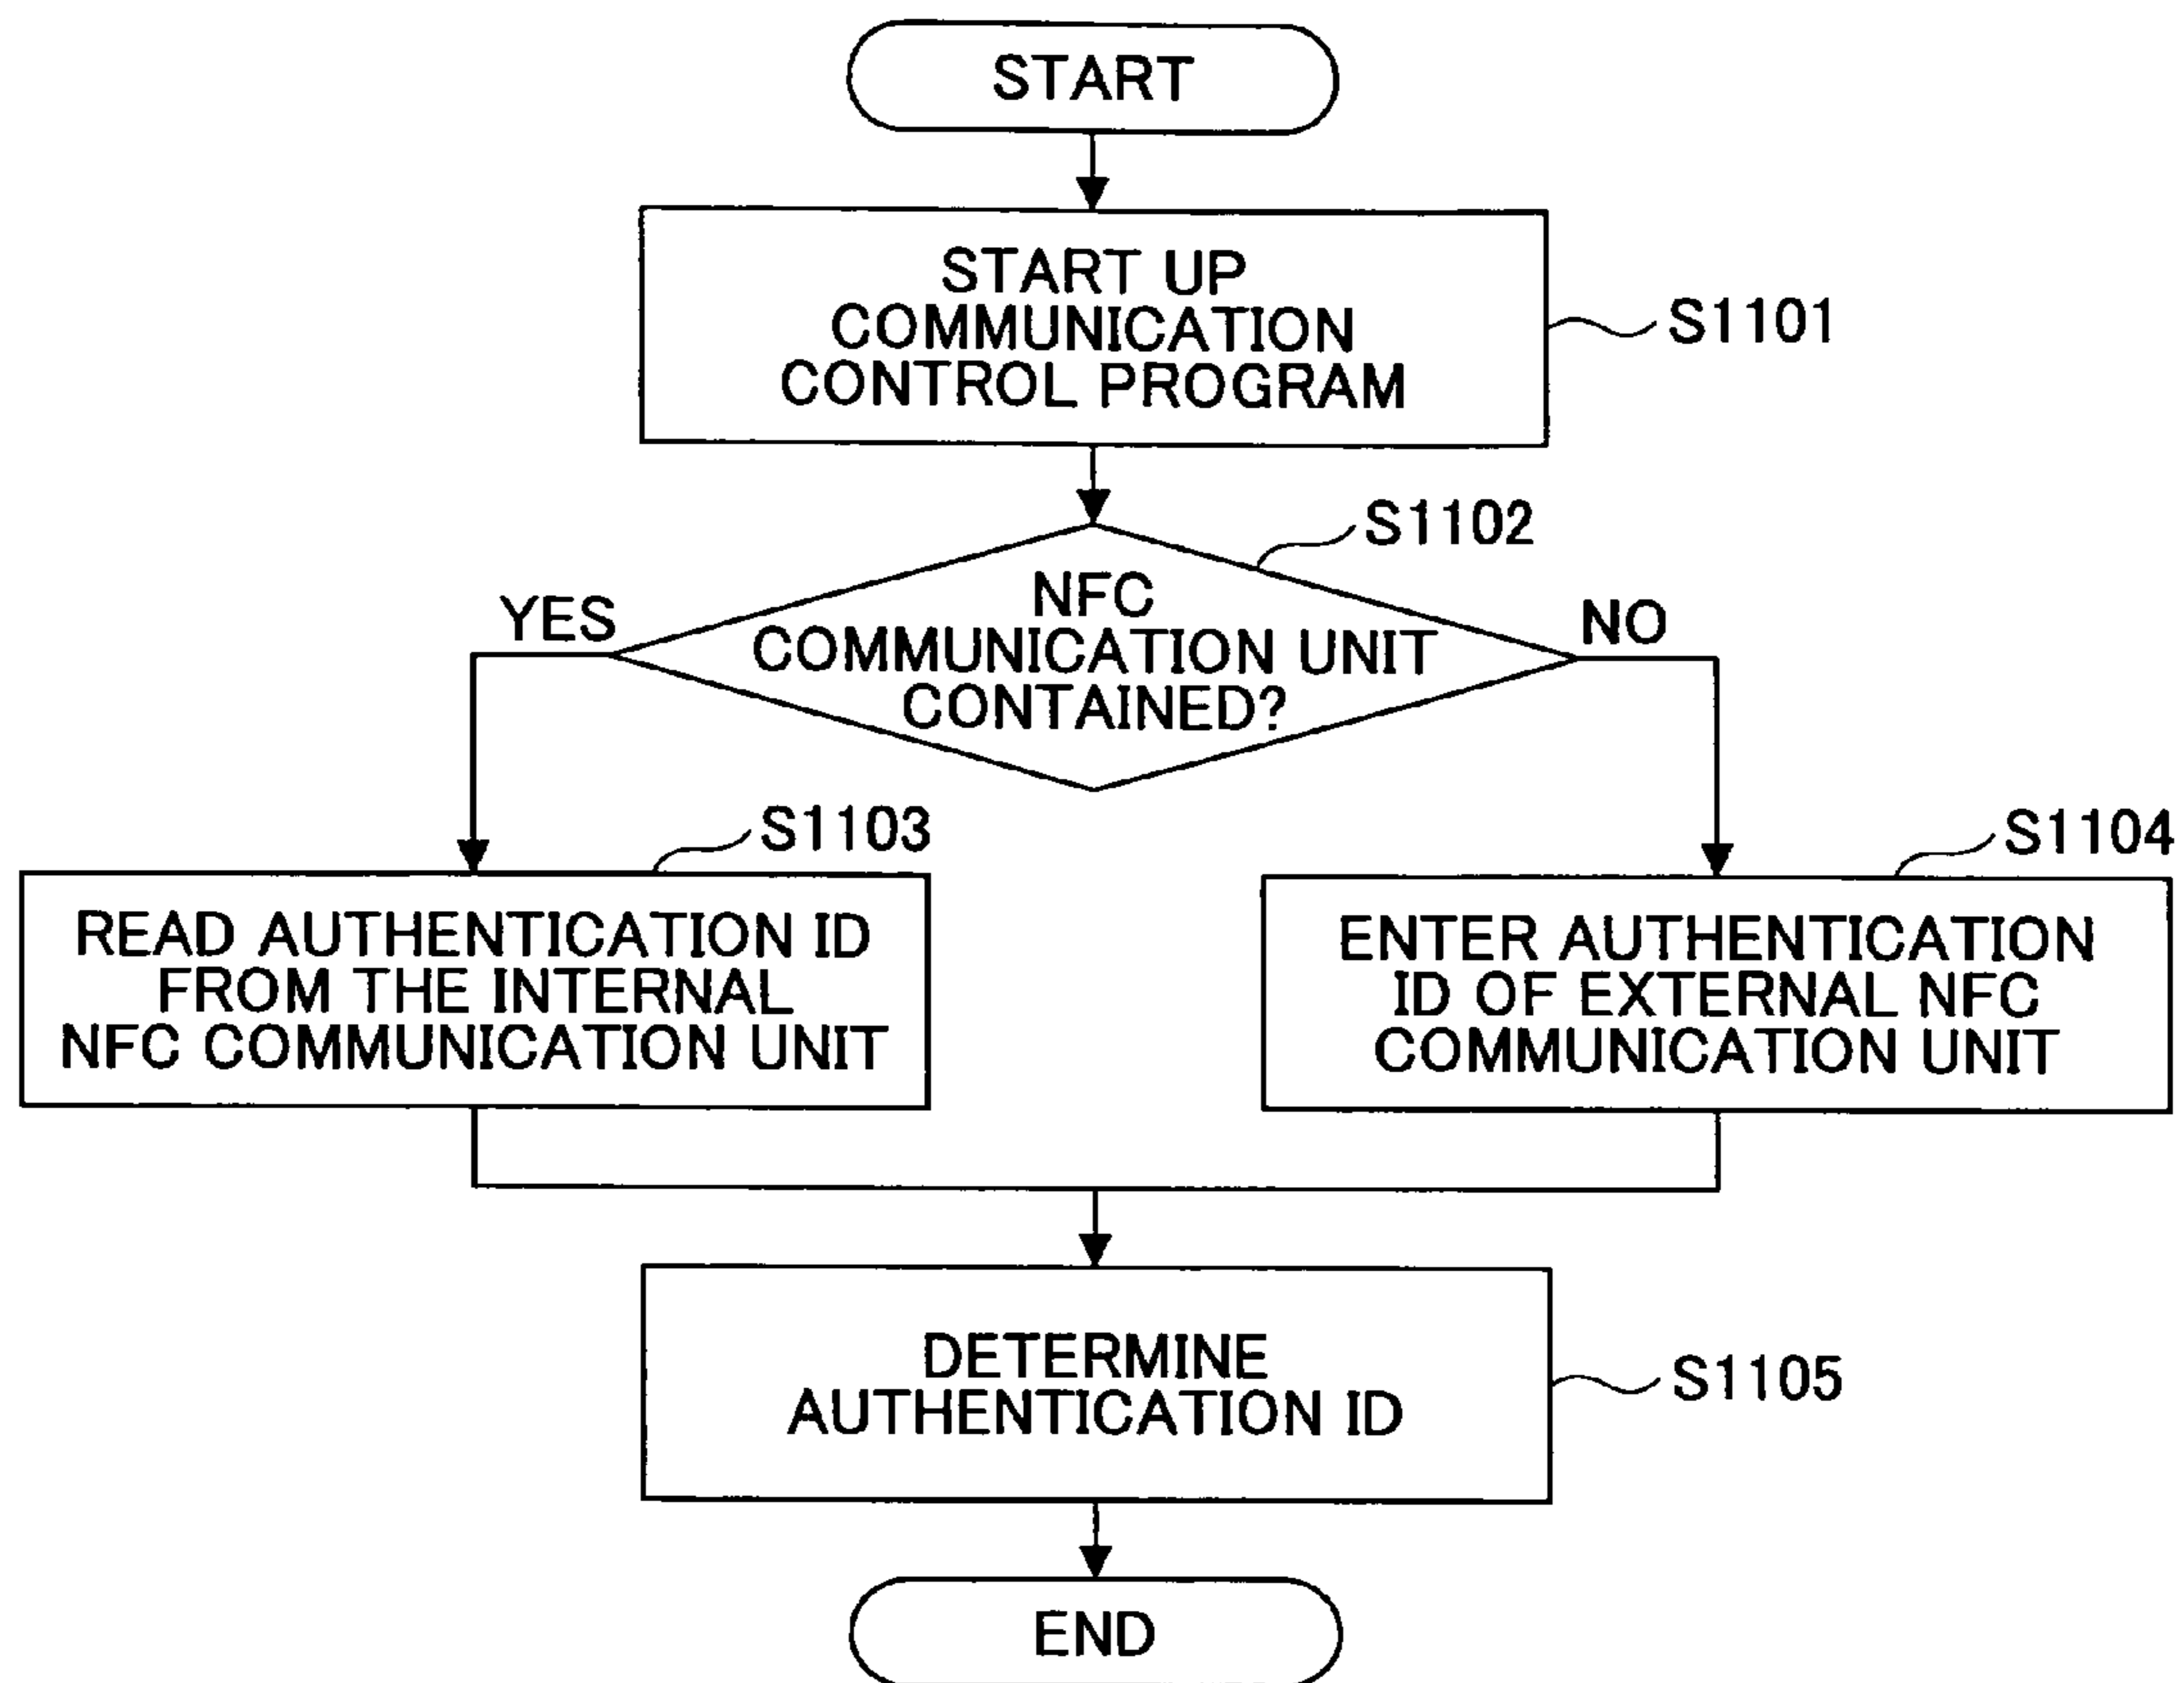 START
START UP
COMMUNICATION
CONTROL PROGRAM
S1101
S1102
NFC
COMMUNICATION UNIT
CONTAINED?
YES
NO
S1103
READ AUTHENTICATION ID
FROM THE INTERNAL
NFC COMMUNICATION UNIT
S1104
ENTER AUTHENTICATION
ID OF EXTERNAL NFC
COMMUNICATION UNIT
DETERMINE
AUTHENTICATION ID
S1105
END